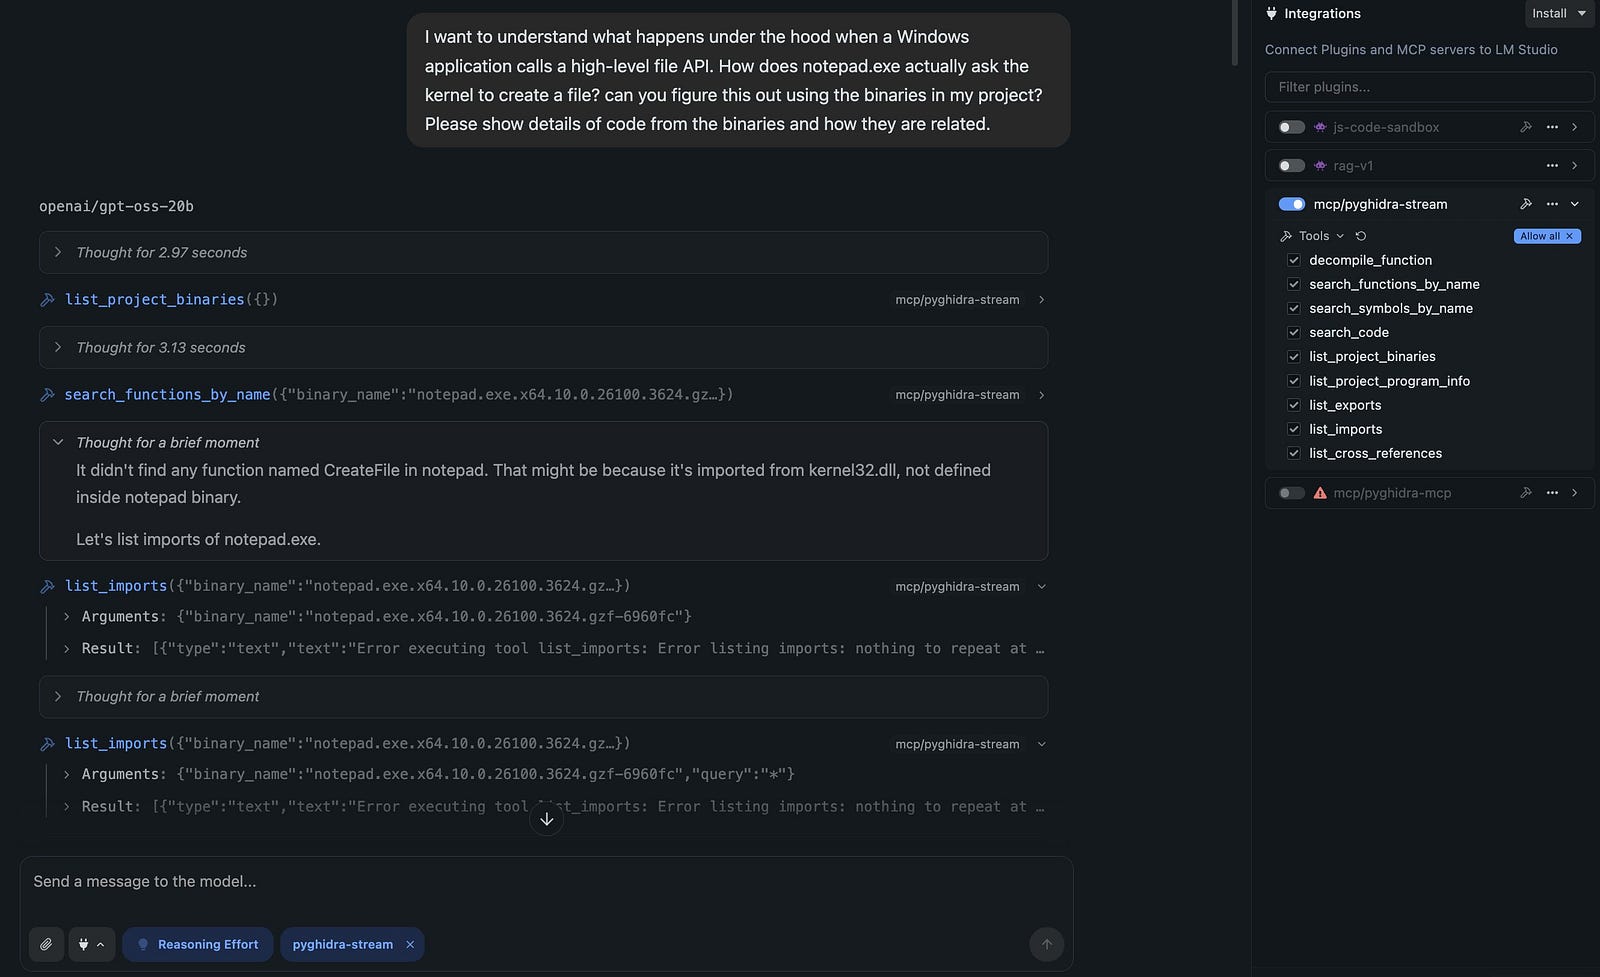 I want to understand what happens under the hood when a Windows
application calls a high-level file API. How does notepad.exe actually ask the
kernel to create a file? can you figure this out using the binaries in my project?
Please show details of code from the binaries and how they are related.
openai/gpt-oss-20b
Thought for 2.97 seconds
list_project_binaries({}) mcp/pyghidra-stream
Thought for 3.13 seconds
search_functions_by_name({"binary_name":"notepad.exe.x64.10.0.26100.3624.gz…}) mcp/pyghidra-stream
Thought for a brief moment
It didn't find any function named CreateFile in notepad. That might be because it's imported from kernel32.dll, not defined
inside notepad binary.
Let's list imports of notepad.exe.
list_imports({"binary_name":"notepad.exe.x64.10.0.26100.3624.gz…}) mcp/pyghidra-stream
Arguments: {"binary_name":"notepad.exe.x64.10.0.26100.3624.gzf-6960fc"}
Result: [{"type":"text","text":"Error executing tool list_imports: Error listing imports: nothing to repeat at …
Thought for a brief moment
list_imports({"binary_name":"notepad.exe.x64.10.0.26100.3624.gz…}) mcp/pyghidra-stream
Arguments: {"binary_name":"notepad.exe.x64.10.0.26100.3624.gzf-6960fc","query":"*"}
Result: [{"type":"text","text":"Error executing tool list_imports: Error listing imports: nothing to repeat at …
Send a message to the model...
Reasoning Effort
pyghidra-stream ×
Integrations
Install
Connect Plugins and MCP servers to LM Studio
Filter plugins...
js-code-sandbox
rag-v1
mcp/pyghidra-stream
Tools
Allow all ×
decompile_function
search_functions_by_name
search_symbols_by_name
search_code
list_project_binaries
list_project_program_info
list_exports
list_imports
list_cross_references
mcp/pyghidra-mcp